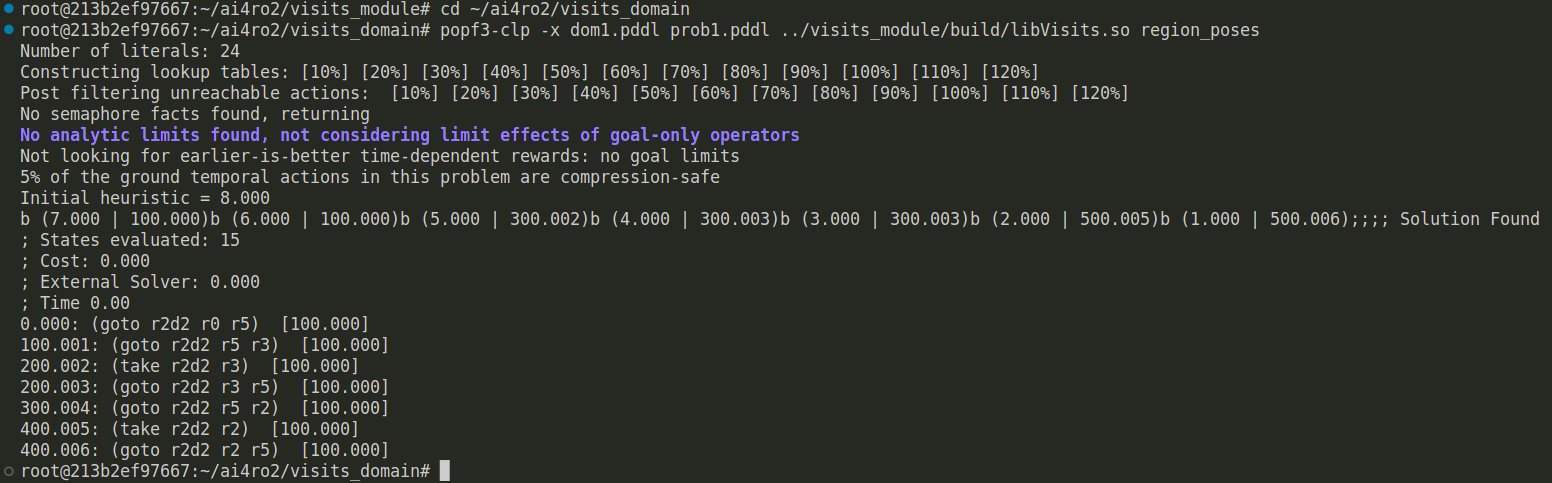 root@213b2ef97667:~/ai4ro2/visits_module# cd ~/ai4ro2/visits_domain
root@213b2ef97667:~/ai4ro2/visits_domain# popf3-clp -x dom1.pddl prob1.pddl ../visits_module/build/libVisits.so region_poses
Number of literals: 24
Constructing lookup tables: [10%] [20%] [30%] [40%] [50%] [60%] [70%] [80%] [90%] [100%] [110%] [120%]
Post filtering unreachable actions:  [10%] [20%] [30%] [40%] [50%] [60%] [70%] [80%] [90%] [100%] [110%] [120%]
No semaphore facts found, returning
No analytic limits found, not considering limit effects of goal-only operators
Not looking for earlier-is-better time-dependent rewards: no goal limits
5% of the ground temporal actions in this problem are compression-safe
Initial heuristic = 8.000
b (7.000 | 100.000)b (6.000 | 100.000)b (5.000 | 300.002)b (4.000 | 300.003)b (3.000 | 300.003)b (2.000 | 500.005)b (1.000 | 500.006);;;; Solution Found
; States evaluated: 15
; Cost: 0.000
; External Solver: 0.000
; Time 0.00
0.000: (goto r2d2 r0 r5)  [100.000]
100.001: (goto r2d2 r5 r3)  [100.000]
200.002: (take r2d2 r3)  [100.000]
200.003: (goto r2d2 r3 r5)  [100.000]
300.004: (goto r2d2 r5 r2)  [100.000]
400.005: (take r2d2 r2)  [100.000]
400.006: (goto r2d2 r2 r5)  [100.000]
root@213b2ef97667:~/ai4ro2/visits_domain#